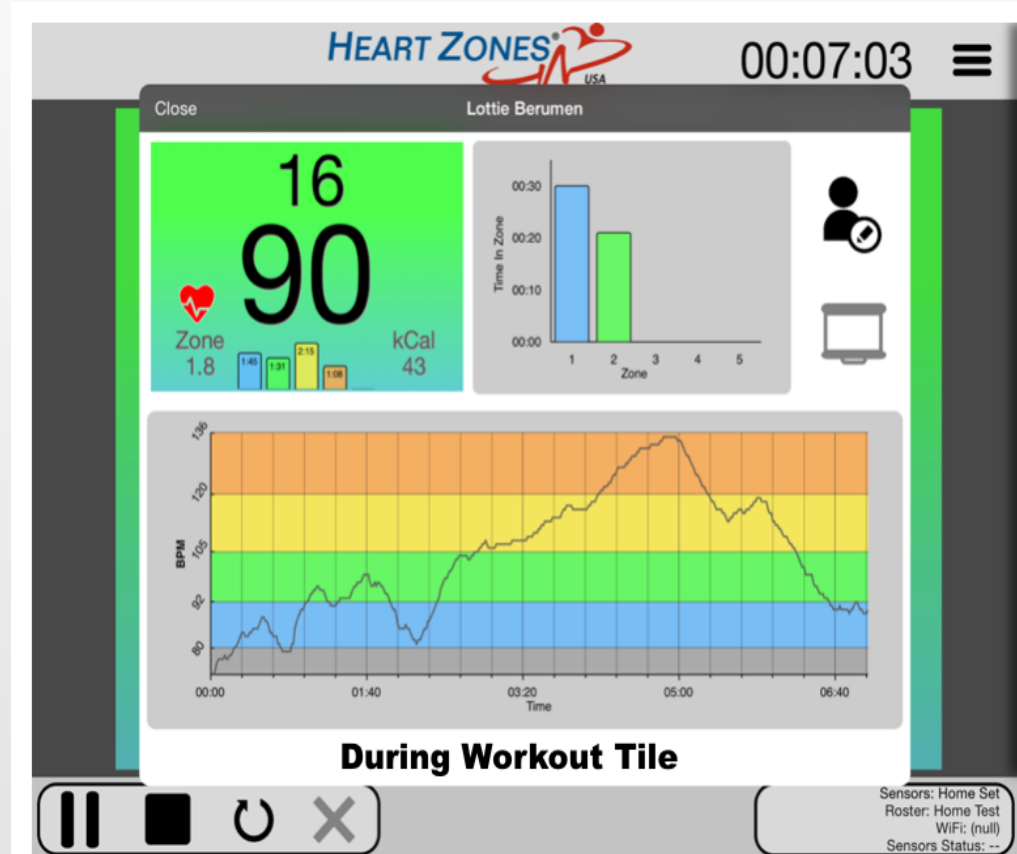 HEART ZONES®
USA
00:07:03
Close
Lottie Berumen
16
90
Zone
1.8
1:45
1:31
2:15
1:08
kCal
43
Time In Zone
00:30
00:20
00:10
00:00
1 2 3 4 5
Zone
BPM
136
120
105
92
80
00:00 01:40 03:20 05:00 06:40
Time
During Workout Tile
Sensors: Home Set
Roster: Home Test
WiFi: (null)
Sensors Status: --